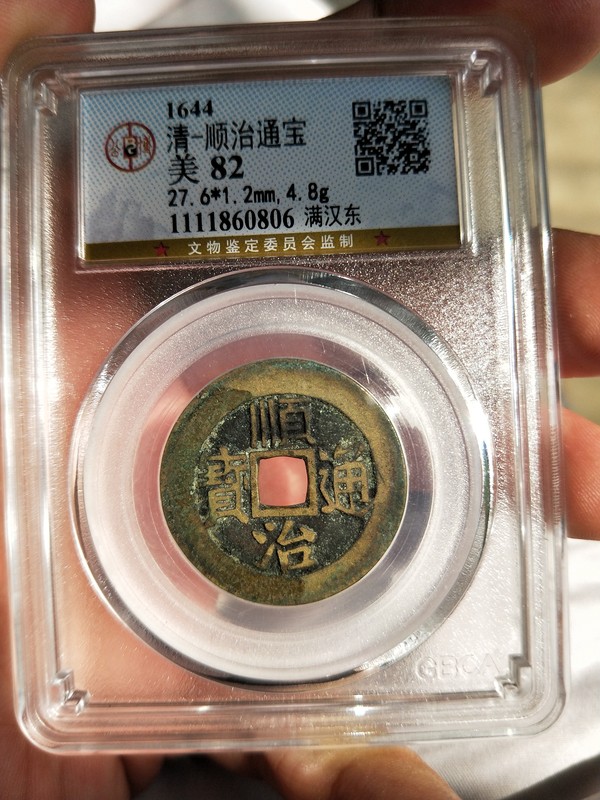 1644
清-顺治通宝
美 82
27.6*1.2mm,4.8g
1111860806 满汉东
文物鉴定委员会监制
順
寶 通
治
GBCA